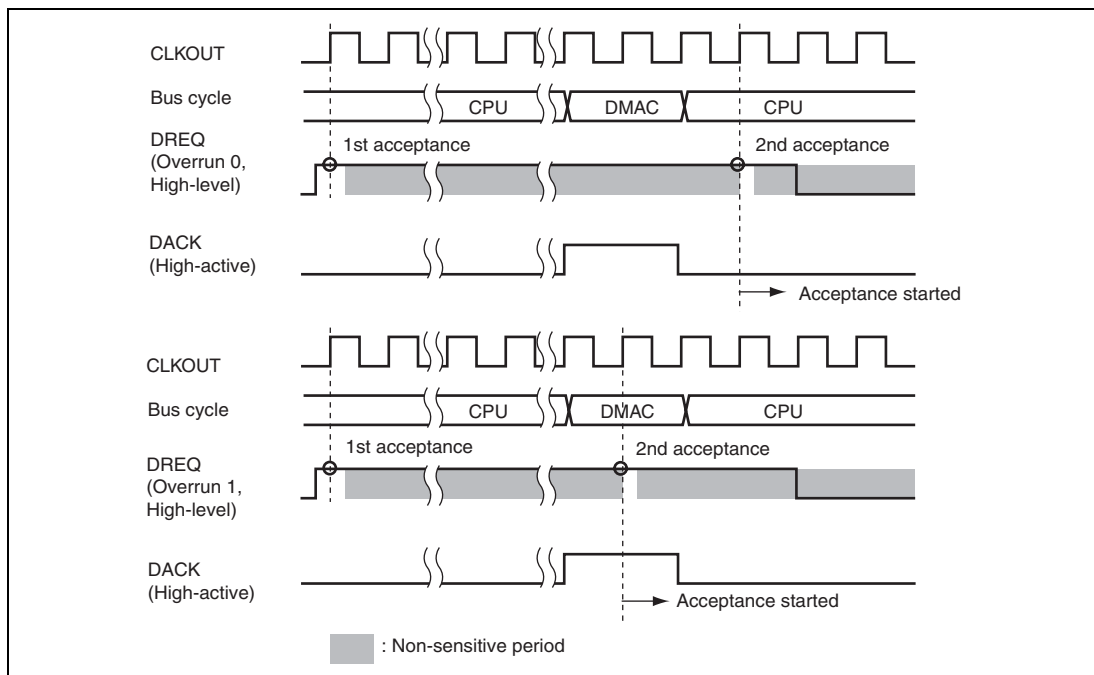 CLKOUT
Bus cycle
CPU
DMAC
CPU
DREQ
(Overrun 0,
High-level)
1st acceptance
2nd acceptance
DACK
(High-active)
Acceptance started
CLKOUT
Bus cycle
CPU
DMAC
CPU
DREQ
(Overrun 1,
High-level)
1st acceptance
2nd acceptance
DACK
(High-active)
Acceptance started
: Non-sensitive period